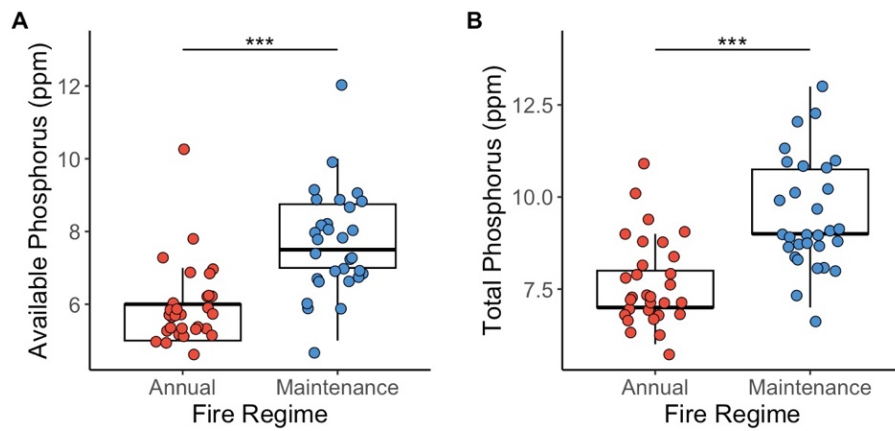 A
***
Available Phosphorus (ppm)
12
10
8
6
Annual
Maintenance
Fire Regime
B
***
Total Phosphorus (ppm)
12.5
10.0
7.5
Annual
Maintenance
Fire Regime